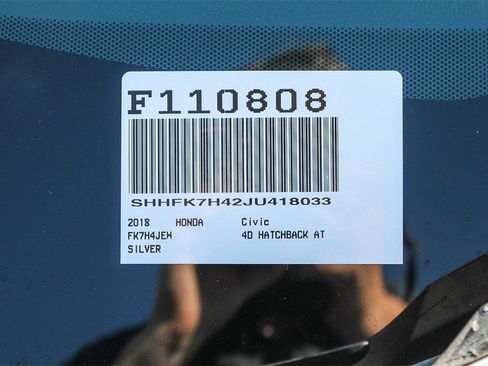 F110808
SHHFK7H42JU418033
2018 HONDA Civic
FK7H4JEW 4D HATCHBACK AT
SILVER